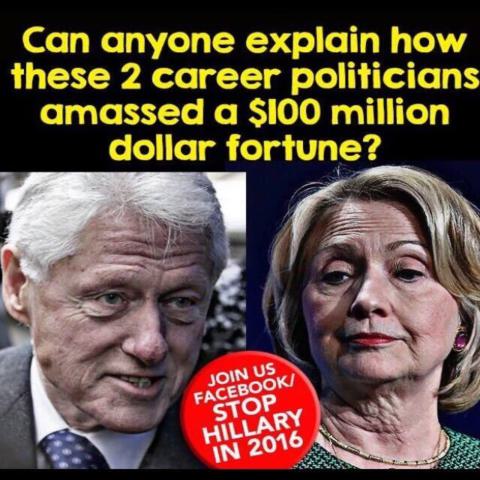 Can anyone explain how
these 2 career politicians
amassed a $100 million
dollar fortune?
JOIN US
FACEBOOK/
STOP
HILLARY
IN 2016